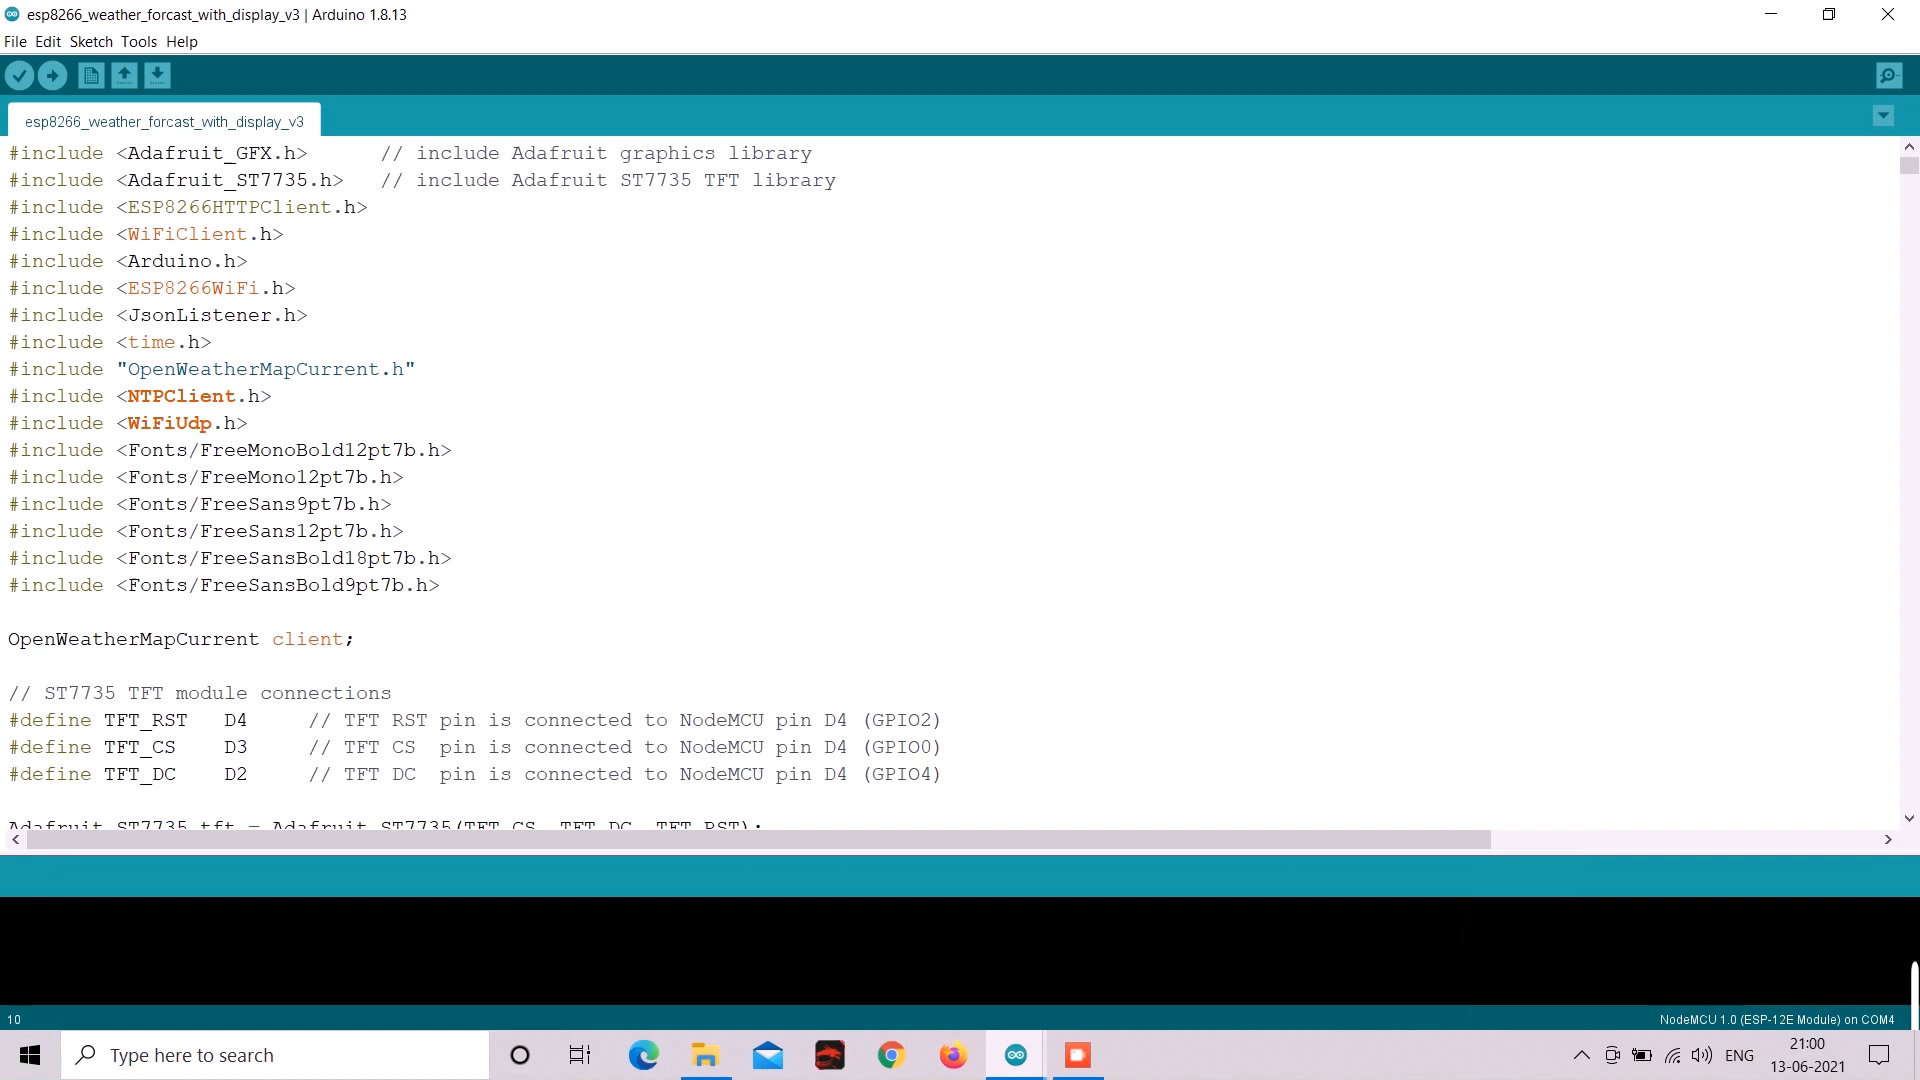 esp8266_weather_forcast_with_display_v3 | Arduino 1.8.13
File Edit Sketch Tools Help
esp8266_weather_forcast_with_display_v3
#include <Adafruit_GFX.h>      // include Adafruit graphics library
#include <Adafruit_ST7735.h>   // include Adafruit ST7735 TFT library
#include <ESP8266HTTPClient.h>
#include <WiFiClient.h>
#include <Arduino.h>
#include <ESP8266WiFi.h>
#include <JsonListener.h>
#include <time.h>
#include "OpenWeatherMapCurrent.h"
#include <NTPClient.h>
#include <WiFiUdp.h>
#include <Fonts/FreeMonoBold12pt7b.h>
#include <Fonts/FreeMono12pt7b.h>
#include <Fonts/FreeSans9pt7b.h>
#include <Fonts/FreeSans12pt7b.h>
#include <Fonts/FreeSansBold18pt7b.h>
#include <Fonts/FreeSansBold9pt7b.h>
OpenWeatherMapCurrent client;
// ST7735 TFT module connections
#define TFT_RST   D4     // TFT RST pin is connected to NodeMCU pin D4 (GPIO2)
#define TFT_CS    D3     // TFT CS  pin is connected to NodeMCU pin D4 (GPIO0)
#define TFT_DC    D2     // TFT DC  pin is connected to NodeMCU pin D4 (GPIO4)
Adafruit_ST7735 tft = Adafruit_ST7735(TFT_CS, TFT_DC, TFT_RST);
10
NodeMCU 1.0 (ESP-12E Module) on COM4
Type here to search
ENG
21:00
13-06-2021